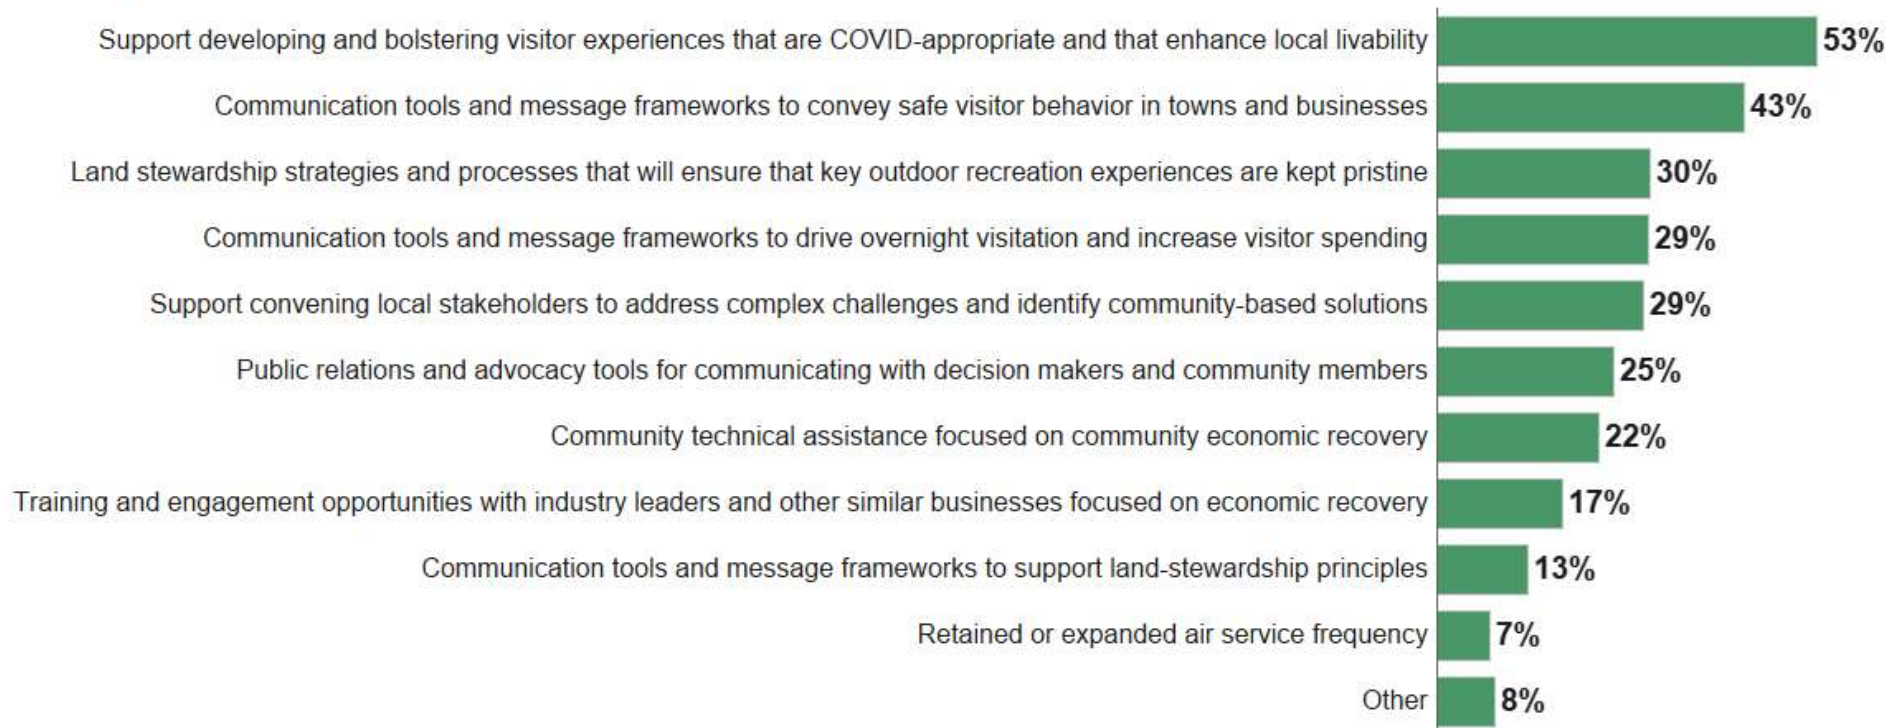 Support developing and bolstering visitor experiences that are COVID-appropriate and that enhance local livability 53%
Communication tools and message frameworks to convey safe visitor behavior in towns and businesses 43%
Land stewardship strategies and processes that will ensure that key outdoor recreation experiences are kept pristine 30%
Communication tools and message frameworks to drive overnight visitation and increase visitor spending 29%
Support convening local stakeholders to address complex challenges and identify community-based solutions 29%
Public relations and advocacy tools for communicating with decision makers and community members 25%
Community technical assistance focused on community economic recovery 22%
Training and engagement opportunities with industry leaders and other similar businesses focused on economic recovery 17%
Communication tools and message frameworks to support land-stewardship principles 13%
Retained or expanded air service frequency 7%
Other 8%